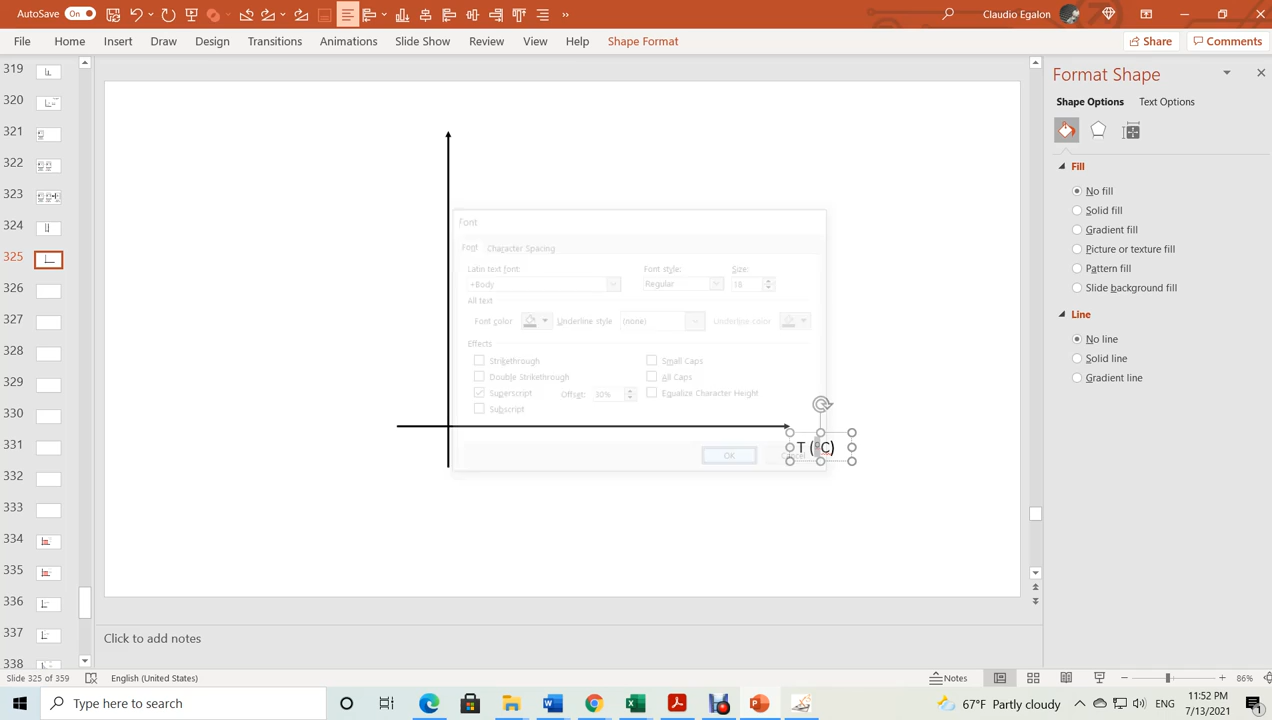 AutoSave On
Claudio Egalon
File Home Insert Draw Design Transitions Animations Slide Show Review View Help Shape Format Share Comments
319
320
321
322
323
324
325
326
327
328
329
330
331
332
333
334
335
336
337
338
Font
Font Character Spacing
Latin text font: Font style: Size:
+Body Regular 18
All text
Font color Underline style (none) Underline color
Effects
Strikethrough Small Caps
Double Strikethrough All Caps
Superscript Offset: 30% Equalize Character Height
Subscript
OK Cancel
T (°C)
Click to add notes
Format Shape
Shape Options Text Options
Fill
No fill
Solid fill
Gradient fill
Picture or texture fill
Pattern fill
Slide background fill
Line
No line
Solid line
Gradient line
Slide 325 of 359 English (United States) Notes 86%
Type here to search
67°F Partly cloudy ENG
11:52 PM
7/13/2021
1